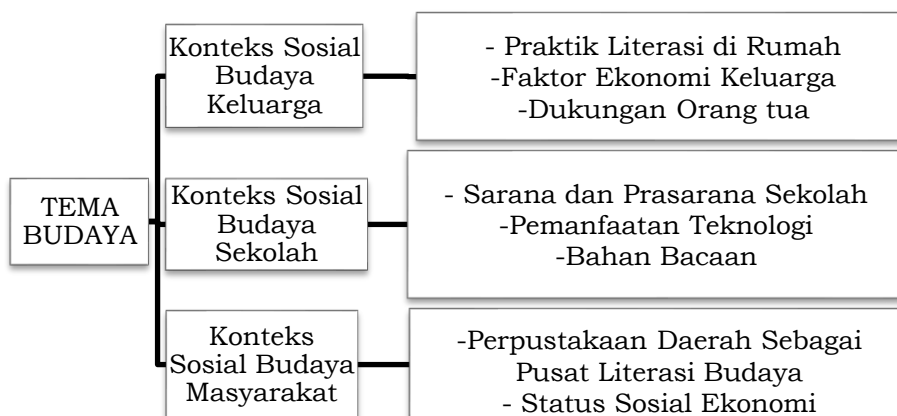 TEMA
BUDAYA
Konteks Sosial
Budaya
Keluarga
- Praktik Literasi di Rumah
-Faktor Ekonomi Keluarga
-Dukungan Orang tua
Konteks Sosial
Budaya
Sekolah
- Sarana dan Prasarana Sekolah
-Pemanfaatan Teknologi
-Bahan Bacaan
Konteks
Sosial Budaya
Masyarakat
-Perpustakaan Daerah Sebagai
Pusat Literasi Budaya
- Status Sosial Ekonomi